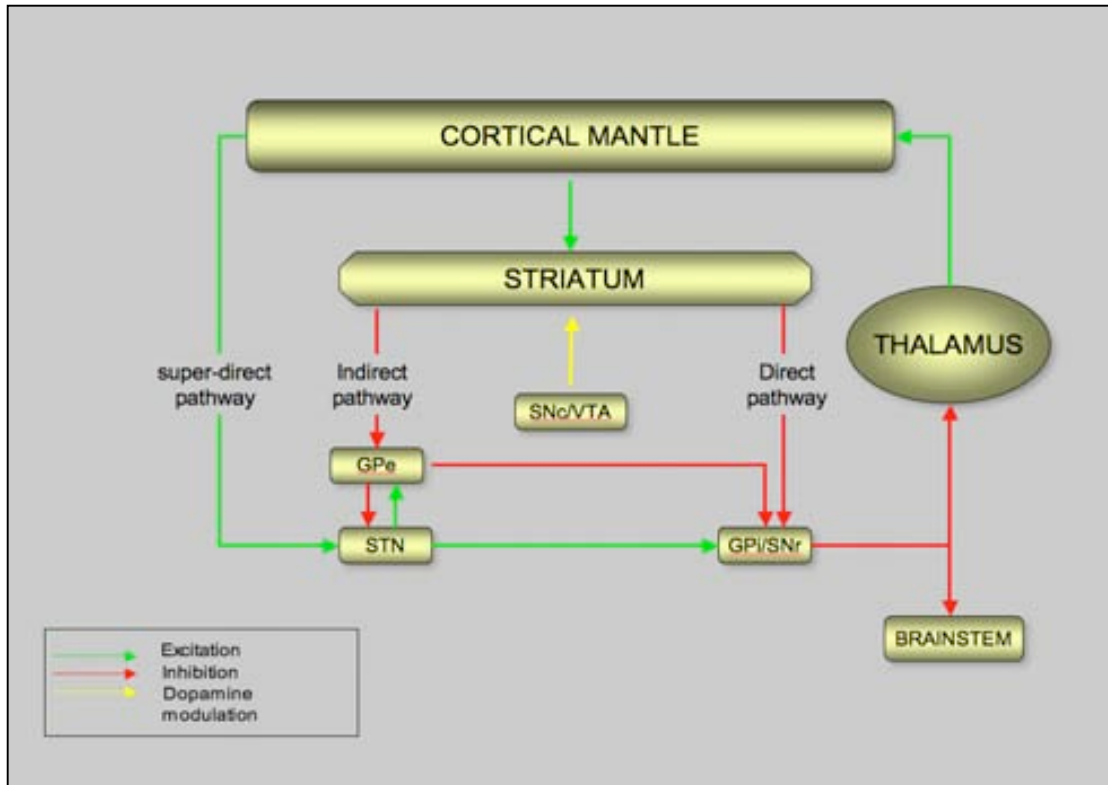 CORTICAL MANTLE
STRIATUM
THALAMUS
super-direct
pathway
Indirect
pathway
Direct
pathway
SNc/VTA
GPe
STN
GPi/SNr
BRAINSTEM
Excitation
Inhibition
Dopamine
modulation